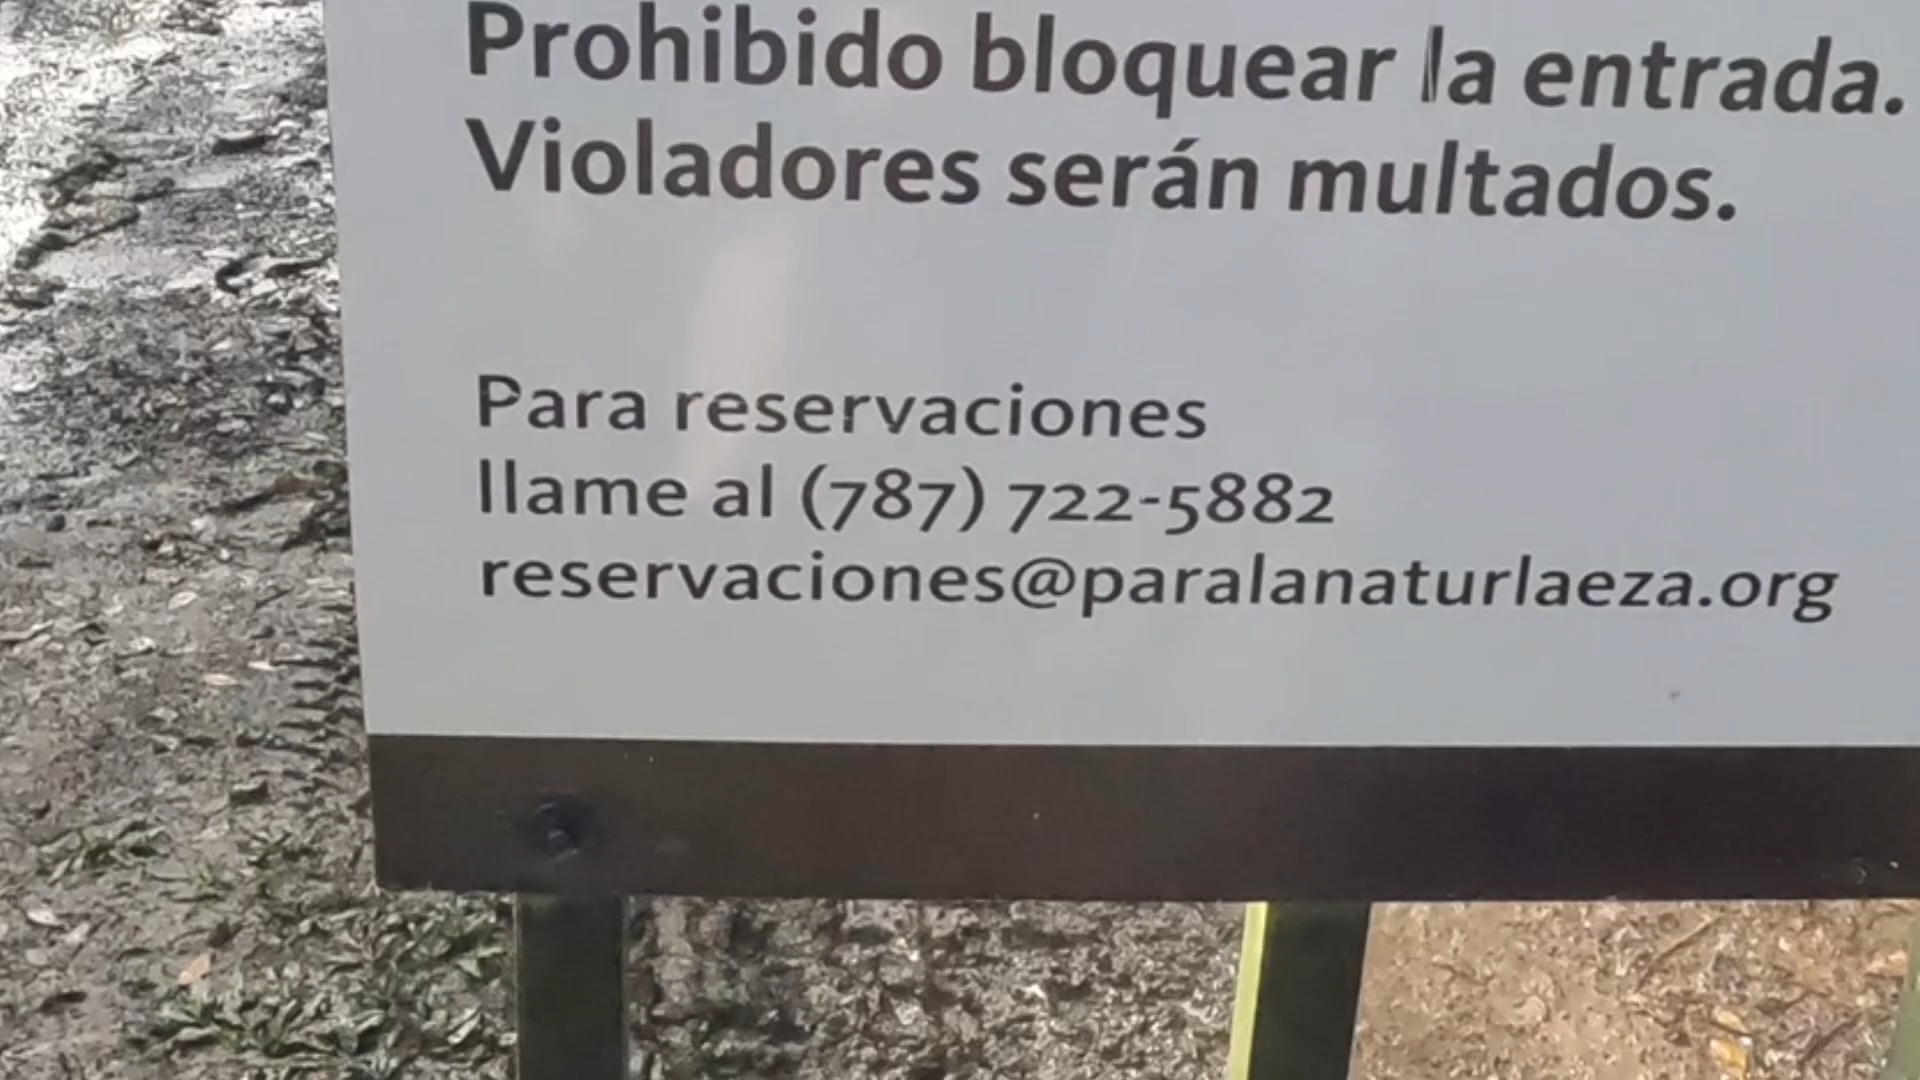 Prohibido bloquear la entrada.
Violadores serán multados.
Para reservaciones
llame al (787) 722-5882
reservaciones@paralanaturlaeza.org